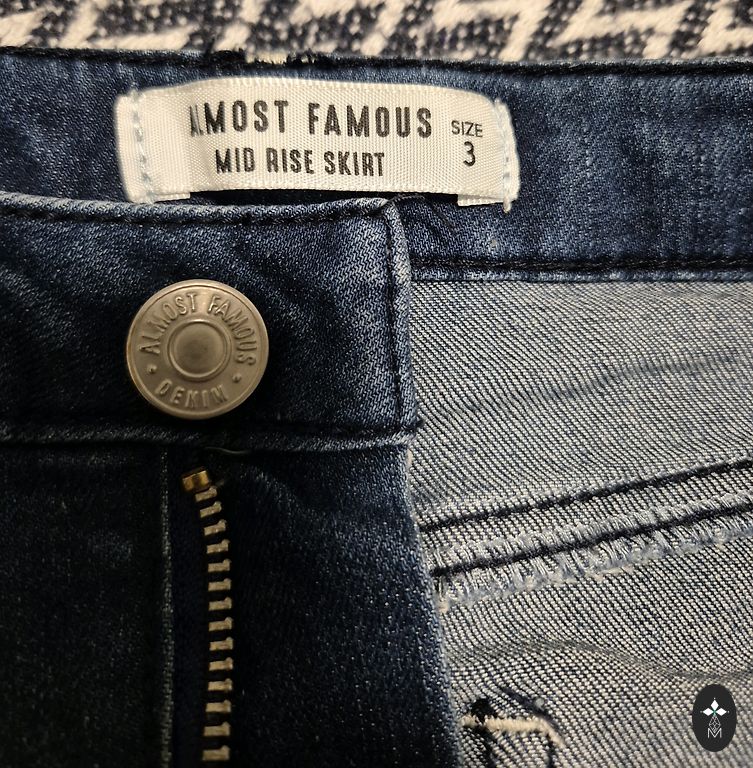 ALMOST FAMOUS
MID RISE SKIRT
SIZE
3
ALMOST FAMOUS
• DENIM •
M